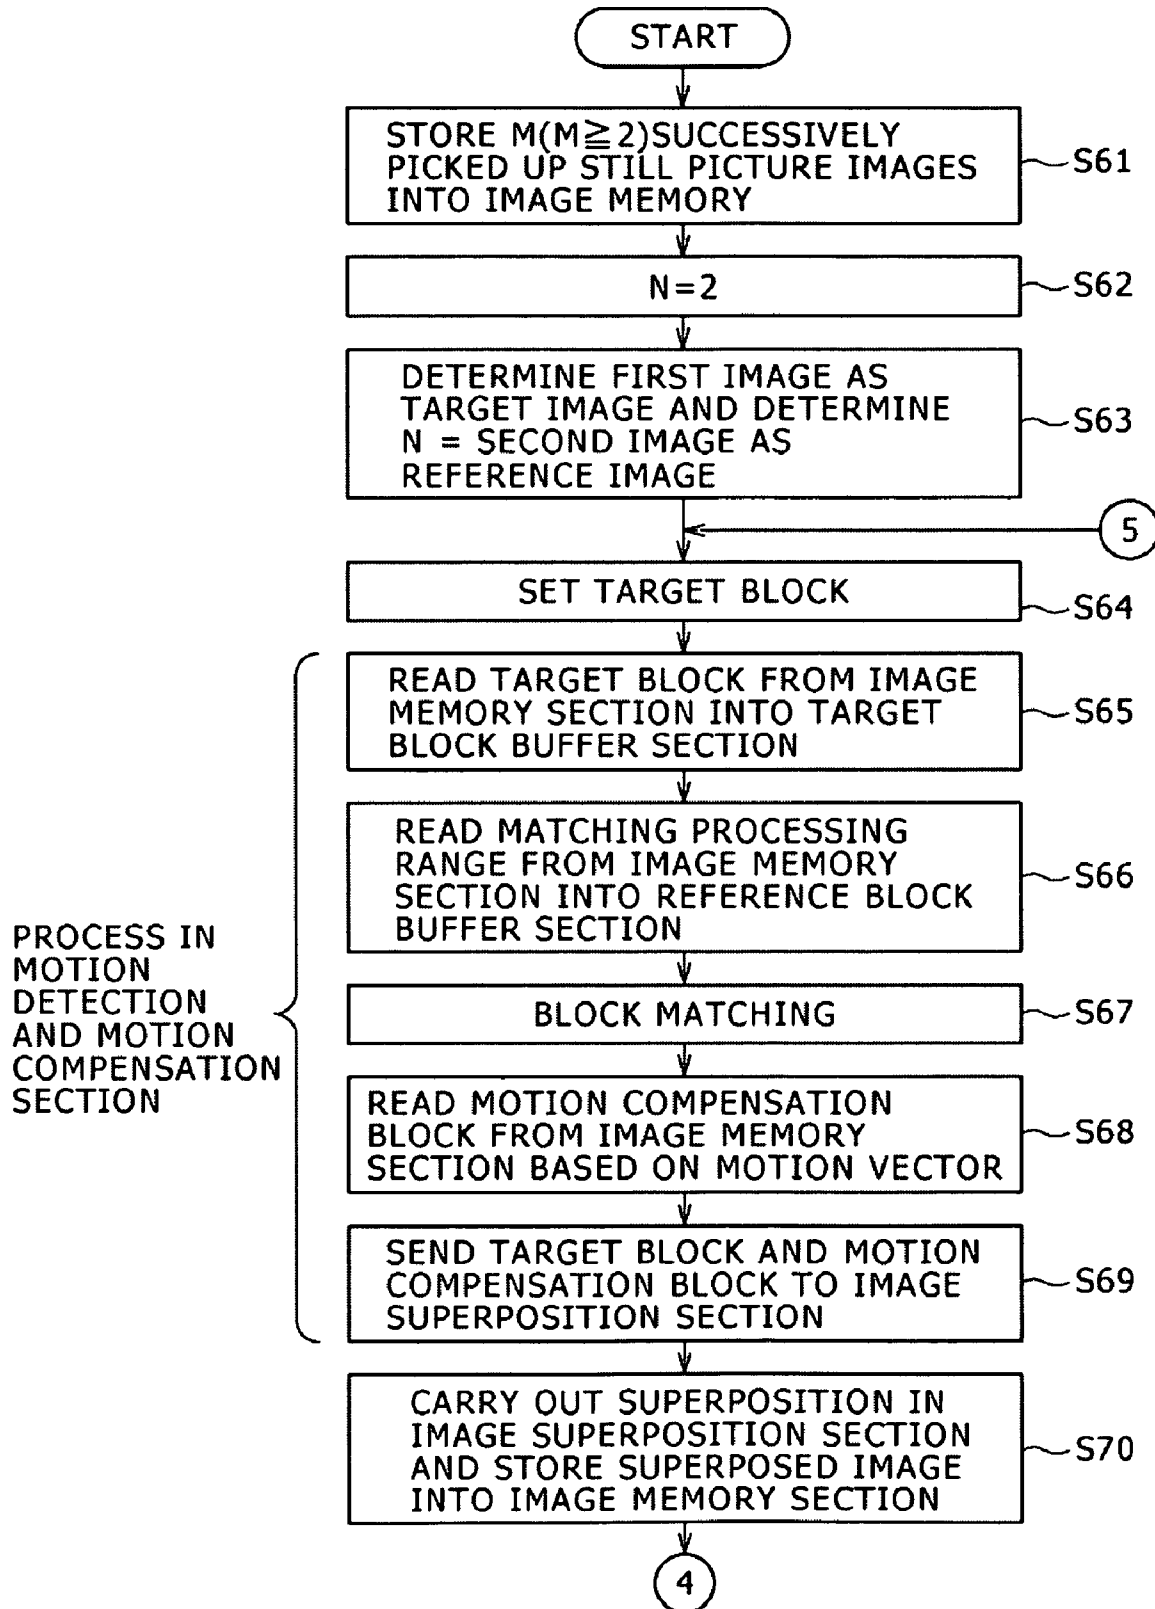 START
STORE M(M≧2)SUCCESSIVELY
PICKED UP STILL PICTURE IMAGES
INTO IMAGE MEMORY
S61
N=2
S62
DETERMINE FIRST IMAGE AS
TARGET IMAGE AND DETERMINE
N = SECOND IMAGE AS
REFERENCE IMAGE
S63
5
SET TARGET BLOCK
S64
PROCESS IN
MOTION
DETECTION
AND MOTION
COMPENSATION
SECTION
READ TARGET BLOCK FROM IMAGE
MEMORY SECTION INTO TARGET
BLOCK BUFFER SECTION
S65
READ MATCHING PROCESSING
RANGE FROM IMAGE MEMORY
SECTION INTO REFERENCE BLOCK
BUFFER SECTION
S66
BLOCK MATCHING
S67
READ MOTION COMPENSATION
BLOCK FROM IMAGE MEMORY
SECTION BASED ON MOTION VECTOR
S68
SEND TARGET BLOCK AND MOTION
COMPENSATION BLOCK TO IMAGE
SUPERPOSITION SECTION
S69
CARRY OUT SUPERPOSITION IN
IMAGE SUPERPOSITION SECTION
AND STORE SUPERPOSED IMAGE
INTO IMAGE MEMORY SECTION
S70
4